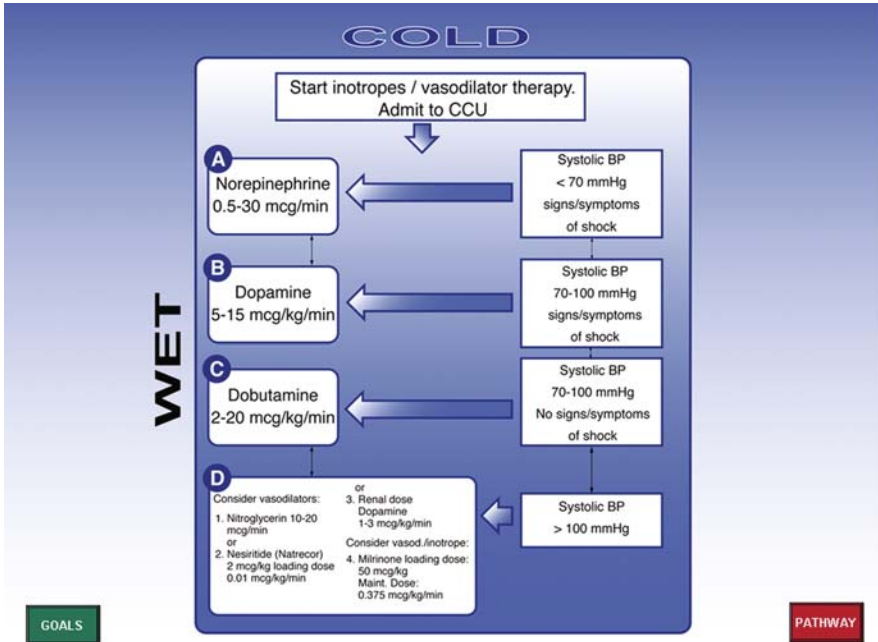 COLD
WET
Start inotropes / vasodilator therapy.
Admit to CCU
A
Norepinephrine
0.5-30 mcg/min
Systolic BP
< 70 mmHg
signs/symptoms
of shock
B
Dopamine
5-15 mcg/kg/min
Systolic BP
70-100 mmHg
signs/symptoms
of shock
C
Dobutamine
2-20 mcg/kg/min
Systolic BP
70-100 mmHg
No signs/symptoms
of shock
D
Consider vasodilators:
1. Nitroglycerin 10-20
mcg/min
or
2. Nesiritide (Natrecor)
2 mcg/kg loading dose
0.01 mcg/kg/min
or
3. Renal dose
Dopamine
1-3 mcg/kg/min
Consider vasod./inotrope:
4. Milrinone loading dose:
50 mcg/kg
Maint. Dose:
0.375 mcg/kg/min
Systolic BP
> 100 mmHg
GOALS
PATHWAY